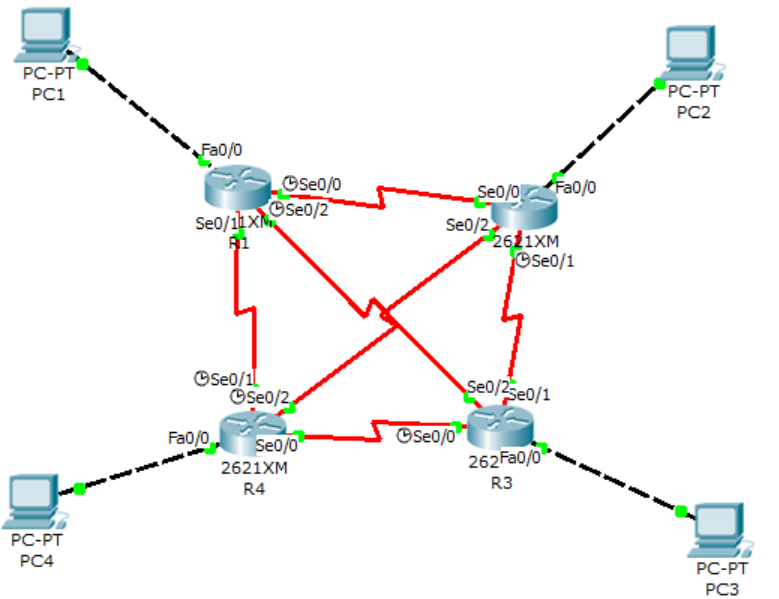 PC-PT
PC1
PC-PT
PC2
Fa0/0
Se0/0
Se0/2
Se0/1
1XM
R1
Se0/0
Fa0/0
Se0/2
2621XM
Se0/1
Se0/1
Se0/2
Fa0/0
Se0/0
2621XM
R4
Se0/2
Se0/1
Se0/0
262
Fa0/0
R3
PC-PT
PC4
PC-PT
PC3